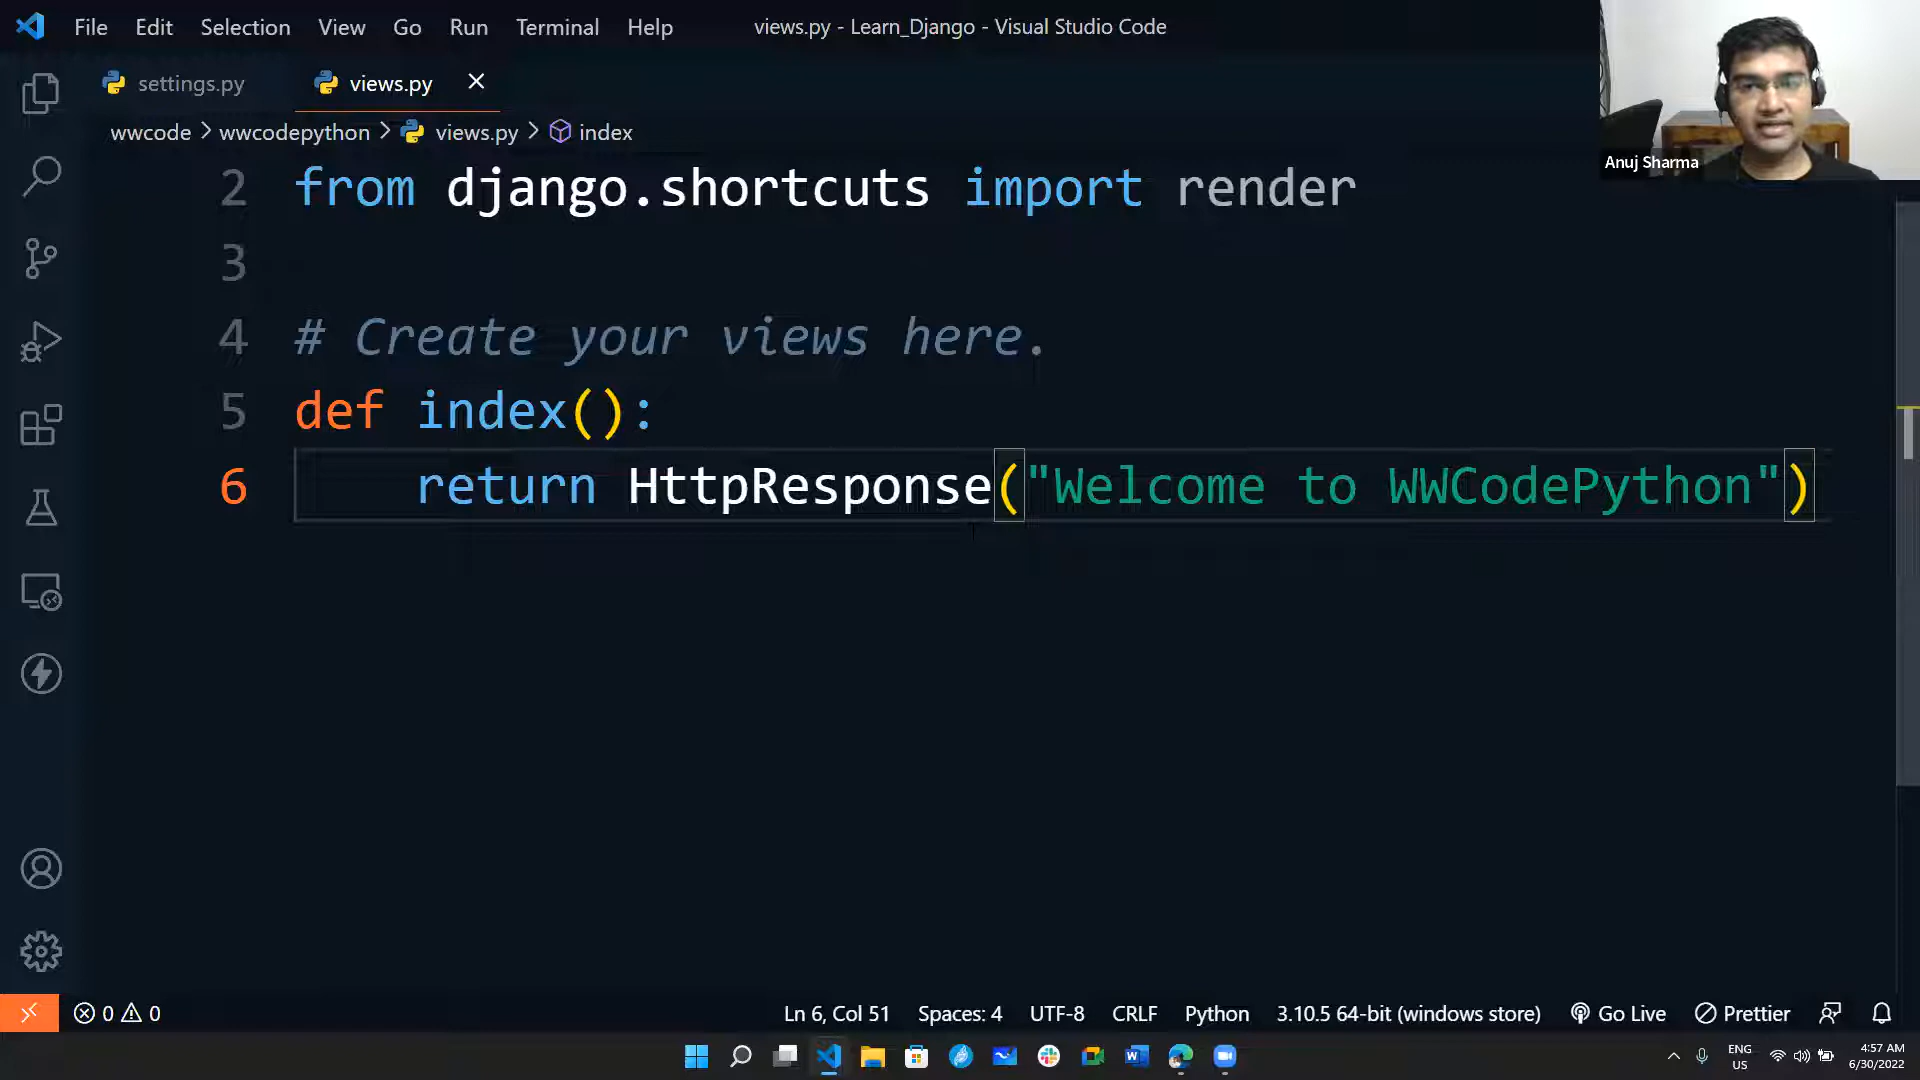 File Edit Selection View Go Run Terminal Help views.py - Learn_Django - Visual Studio Code
settings.py views.py
wwcode > wwcodepython > views.py > index
Anuj Sharma
2 from django.shortcuts import render
3
4 # Create your views here.
5 def index():
6 return HttpResponse("Welcome to WWCodePython")
0 0 Ln 6, Col 51 Spaces: 4 UTF-8 CRLF Python 3.10.5 64-bit (windows store) Go Live Prettier
ENG 4:57 AM
US 6/30/2022